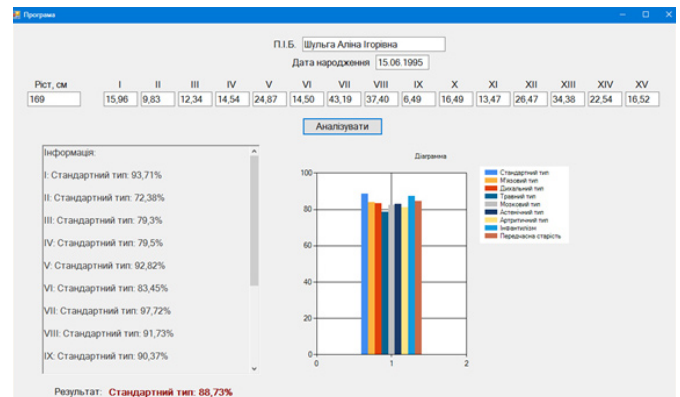 Програма
П.І.Б. Шульга Аліна Ігорівна
Дата народження 15.06.1995
Ріст, см I II III IV V VI VII VIII IX X XI XII XIII XIV XV
169 15,96 9,83 12,34 14,54 24,87 14,50 43,19 37,40 6,49 16,49 13,47 26,47 34,38 22,54 16,52
Аналізувати
Інформація:
I: Стандартний тип: 93,71%
II: Стандартний тип: 72,38%
III: Стандартний тип: 79,3%
IV: Стандартний тип: 79,5%
V: Стандартний тип: 92,82%
VI: Стандартний тип: 83,45%
VII: Стандартний тип: 97,72%
VIII: Стандартний тип: 91,73%
IX: Стандартний тип: 90,37%
Діаграмма
100
80
60
40
20
0
0 1 2
Стандартний тип
М'язовий тип
Дихальний тип
Травний тип
Мозковий тип
Астенічний тип
Артритичний тип
Інфантилізм
Передчасна старість
Результат: Стандартний тип: 88,73%